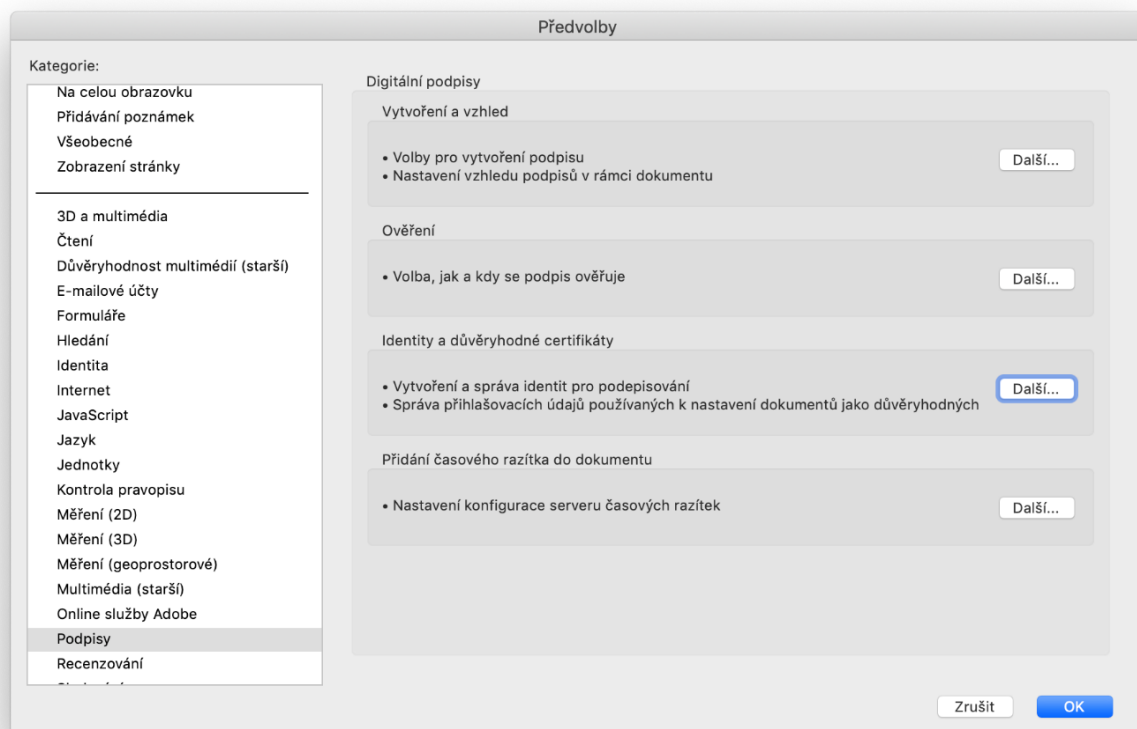 Předvolby
Kategorie:
Na celou obrazovku
Přidávání poznámek
Všeobecné
Zobrazení stránky
3D a multimédia
Čtení
Důvěryhodnost multimédií (starší)
E-mailové účty
Formuláře
Hledání
Identita
Internet
JavaScript
Jazyk
Jednotky
Kontrola pravopisu
Měření (2D)
Měření (3D)
Měření (geoprostorové)
Multimédia (starší)
Online služby Adobe
Podpisy
Recenzování
Digitální podpisy
Vytvoření a vzhled
• Volby pro vytvoření podpisu
• Nastavení vzhledu podpisů v rámci dokumentu
Další...
Ověření
• Volba, jak a kdy se podpis ověřuje
Další...
Identity a důvěryhodné certifikáty
• Vytvoření a správa identit pro podepisování
• Správa přihlašovacích údajů používaných k nastavení dokumentů jako důvěryhodných
Další...
Přidání časového razítka do dokumentu
• Nastavení konfigurace serveru časových razítek
Další...
Zrušit
OK